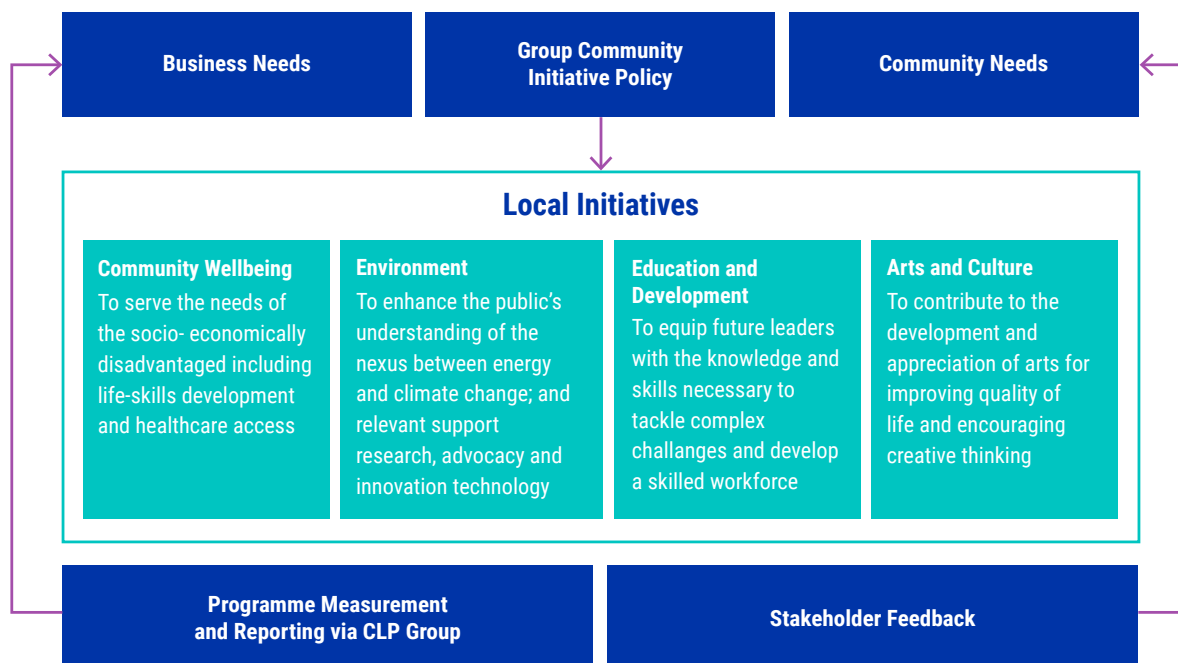 Business Needs
Group Community
Initiative Policy
Community Needs
Local Initiatives
Community Wellbeing
To serve the needs of
the socio- economically
disadvantaged including
life-skills development
and healthcare access
Environment
To enhance the public's
understanding of the
nexus between energy
and climate change; and
relevant support
research, advocacy and
innovation technology
Education and
Development
To equip future leaders
with the knowledge and
skills necessary to
tackle complex
challanges and develop
a skilled workforce
Arts and Culture
To contribute to the
development and
appreciation of arts for
improving quality of
life and encouraging
creative thinking
Programme Measurement
and Reporting via CLP Group
Stakeholder Feedback